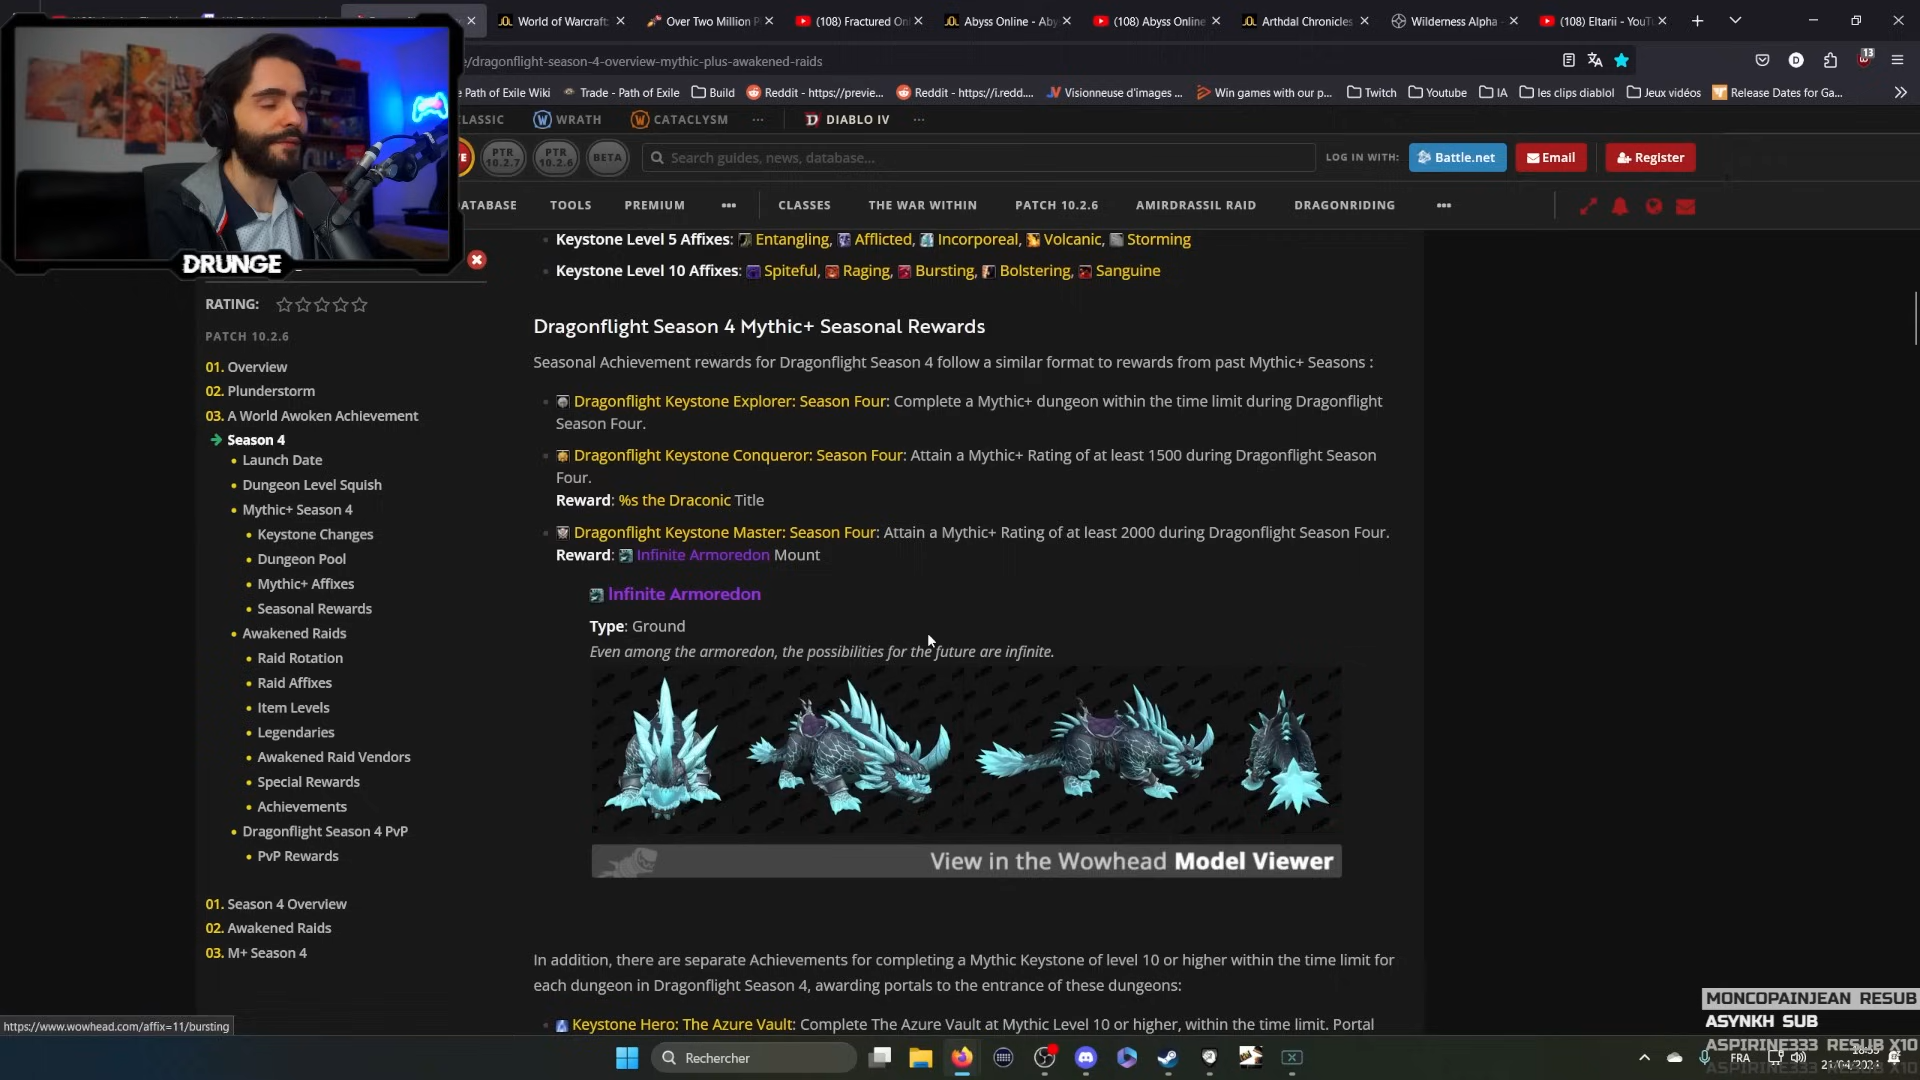 World of Warcraft:
Over Two Million P
(108) Fractured Onl
Abyss Online - Aby
(108) Abyss Online
Arthdal Chronicles
Wilderness Alpha -
(108) Eltarii - YouTu
/dragonflight-season-4-overview-mythic-plus-awakened-raids
13
Path of Exile Wiki
Trade - Path of Exile
Build
Reddit - https://previe...
Reddit - https://i.redd....
Visionneuse d'images ...
Win games with our p...
Twitch
Youtube
IA
les clips diablol
Jeux vidéos
Release Dates for Ga...
CLASSIC
WRATH
CATACLYSM
DIABLO IV
PTR 10.2.7
PTR 10.2.6
BETA
Search guides, news, database...
LOG IN WITH:
Battle.net
Email
Register
DATABASE
TOOLS
PREMIUM
CLASSES
THE WAR WITHIN
PATCH 10.2.6
AMIRDRASSIL RAID
DRAGONRIDING
DRUNGE
RATING:
PATCH 10.2.6
01. Overview
02. Plunderstorm
03. A World Awoken Achievement
Season 4
Launch Date
Dungeon Level Squish
Mythic+ Season 4
Keystone Changes
Dungeon Pool
Mythic+ Affixes
Seasonal Rewards
Awakened Raids
Raid Rotation
Raid Affixes
Item Levels
Legendaries
Awakened Raid Vendors
Special Rewards
Achievements
Dragonflight Season 4 PvP
PvP Rewards
01. Season 4 Overview
02. Awakened Raids
03. M+ Season 4
Keystone Level 5 Affixes: Entangling, Afflicted, Incorporeal, Volcanic, Storming
Keystone Level 10 Affixes: Spiteful, Raging, Bursting, Bolstering, Sanguine
Dragonflight Season 4 Mythic+ Seasonal Rewards
Seasonal Achievement rewards for Dragonflight Season 4 follow a similar format to rewards from past Mythic+ Seasons :
Dragonflight Keystone Explorer: Season Four: Complete a Mythic+ dungeon within the time limit during Dragonflight
Season Four.
Dragonflight Keystone Conqueror: Season Four: Attain a Mythic+ Rating of at least 1500 during Dragonflight Season
Four.
Reward: %s the Draconic Title
Dragonflight Keystone Master: Season Four: Attain a Mythic+ Rating of at least 2000 during Dragonflight Season Four.
Reward: Infinite Armoredon Mount
Infinite Armoredon
Type: Ground
Even among the armoredon, the possibilities for the future are infinite.
View in the Wowhead Model Viewer
In addition, there are separate Achievements for completing a Mythic Keystone of level 10 or higher within the time limit for
each dungeon in Dragonflight Season 4, awarding portals to the entrance of these dungeons:
Keystone Hero: The Azure Vault: Complete The Azure Vault at Mythic Level 10 or higher, within the time limit. Portal
https://www.wowhead.com/affix=11/bursting
MONCOPAINJEAN RESUB
ASYNKH SUB
ASPIRINE333 RESUB X10
Rechercher
FRA